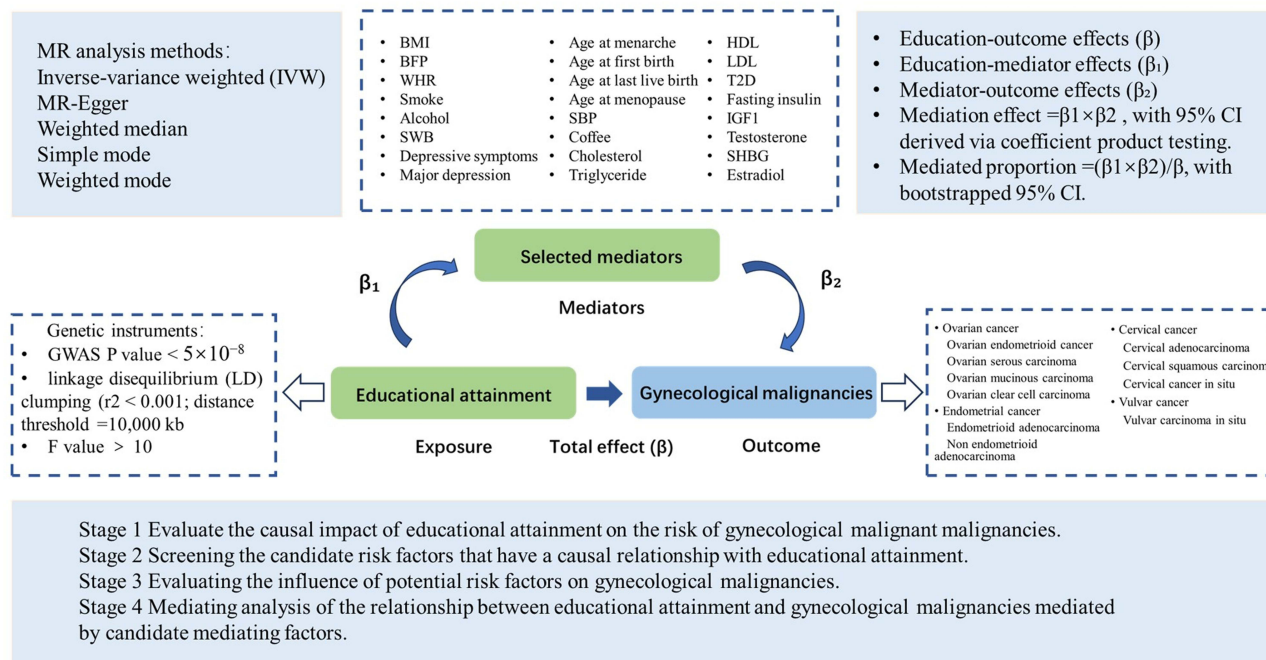 MR analysis methods:
Inverse-variance weighted (IVW)
MR-Egger
Weighted median
Simple mode
Weighted mode
• BMI
• BFP
• WHR
• Smoke
• Alcohol
• SWB
• Depressive symptoms
• Major depression
• Age at menarche
• Age at first birth
• Age at last live birth
• Age at menopause
• SBP
• Coffee
• Cholesterol
• Triglyceride
• HDL
• LDL
• T2D
• Fasting insulin
• IGF1
• Testosterone
• SHBG
• Estradiol
• Education-outcome effects (β)
• Education-mediator effects (β₁)
• Mediator-outcome effects (β₂)
• Mediation effect =β1×β2 , with 95% CI
derived via coefficient product testing.
• Mediated proportion =(β1×β2)/β, with
bootstrapped 95% CI.
Selected mediators
β₁
β₂
Mediators
Genetic instruments:
• GWAS P value < 5×10⁻⁸
• linkage disequilibrium (LD)
clumping (r2 < 0.001; distance
threshold =10,000 kb
• F value > 10
Educational attainment
Gynecological malignancies
Exposure
Total effect (β)
Outcome
• Ovarian cancer
Ovarian endometrioid cancer
Ovarian serous carcinoma
Ovarian mucinous carcinoma
Ovarian clear cell carcinoma
• Endometrial cancer
Endometrioid adenocarcinoma
Non endometrioid
adenocarcinoma
• Cervical cancer
Cervical adenocarcinoma
Cervical squamous carcinom
Cervical cancer in situ
• Vulvar cancer
Vulvar carcinoma in situ
Stage 1 Evaluate the causal impact of educational attainment on the risk of gynecological malignant malignancies.
Stage 2 Screening the candidate risk factors that have a causal relationship with educational attainment.
Stage 3 Evaluating the influence of potential risk factors on gynecological malignancies.
Stage 4 Mediating analysis of the relationship between educational attainment and gynecological malignancies mediated
by candidate mediating factors.